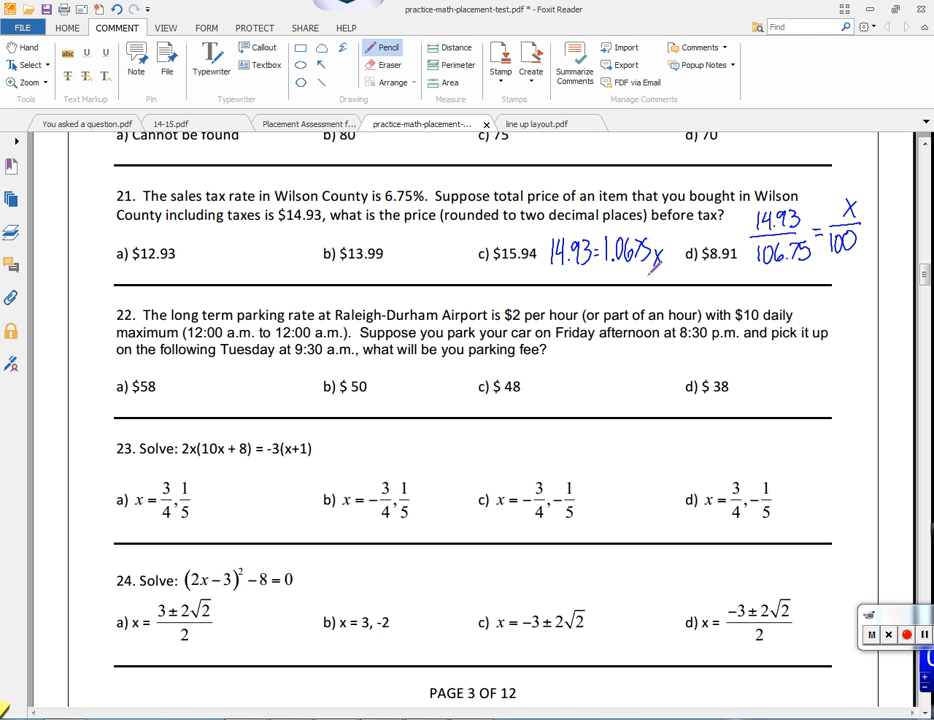 practice-math-placement-test.pdf * - Foxit Reader
FILE HOME COMMENT VIEW FORM PROTECT SHARE HELP Find
Hand
Select
Zoom
Tools
abc U U
T T T
Text Markup
Note File
Pin
Typewriter
Callout
Textbox
Typewriter
Pencil
Eraser
Arrange
Drawing
Distance
Perimeter
Area
Measure
Stamp Create
Stamps
Summarize Comments
Import
Export
FDF via Email
Comments
Popup Notes
Manage Comments
You asked a question.pdf 14-15.pdf Placement Assessment f... practice-math-placement-... line up layout.pdf
a) Cannot be found b) 80 c) 75 d) 70
21. The sales tax rate in Wilson County is 6.75%. Suppose total price of an item that you bought in Wilson
County including taxes is $14.93, what is the price (rounded to two decimal places) before tax?
14.93/106.75 = x/100
a) $12.93 b) $13.99 c) $15.94 14.93=1.0675x d) $8.91
22. The long term parking rate at Raleigh-Durham Airport is $2 per hour (or part of an hour) with $10 daily
maximum (12:00 a.m. to 12:00 a.m.). Suppose you park your car on Friday afternoon at 8:30 p.m. and pick it up
on the following Tuesday at 9:30 a.m., what will be you parking fee?
a) $58 b) $ 50 c) $ 48 d) $ 38
23. Solve: 2x(10x + 8) = -3(x+1)
a) x = 3/4, 1/5 b) x = −3/4, 1/5 c) x = −3/4, −1/5 d) x = 3/4, −1/5
24. Solve: (2x − 3)² − 8 = 0
a) x = (3 ± 2√2)/2 b) x = 3, -2 c) x = −3 ± 2√2 d) x = (−3 ± 2√2)/2
PAGE 3 OF 12
M